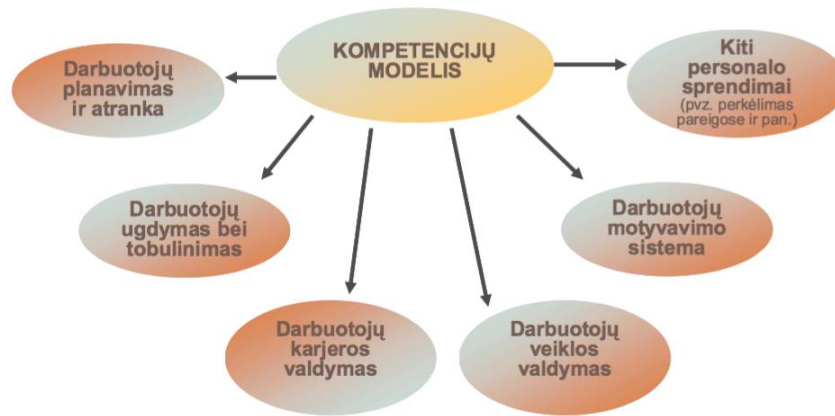 KOMPETENCIJŲ
MODELIS
Darbuotojų
planavimas
ir atranka
Kiti
personalo
sprendimai
(pvz. perkėlimas
pareigose ir pan.)
Darbuotojų
ugdymas bei
tobulinimas
Darbuotojų
motyvavimo
sistema
Darbuotojų
karjeros
valdymas
Darbuotojų
veiklos
valdymas